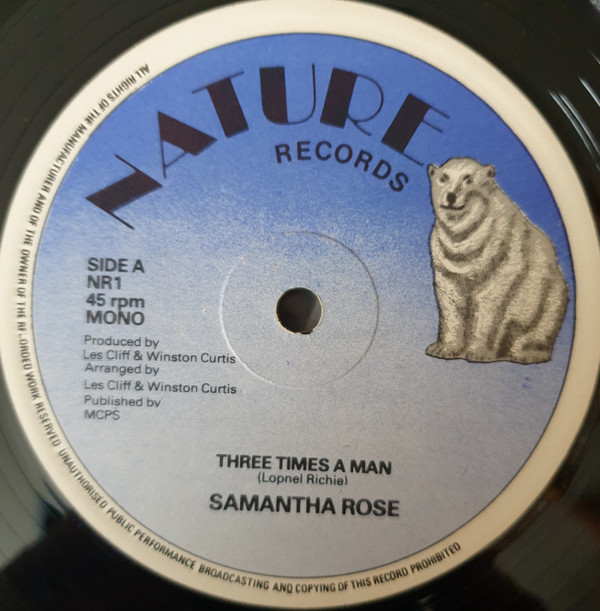 NATURE
RECORDS
SIDE A
NR1
45 rpm
MONO
Produced by
Les Cliff & Winston Curtis
Arranged by
Les Cliff & Winston Curtis
Published by
MCPS
THREE TIMES A MAN
(Lopnel Richie)
SAMANTHA ROSE
ALL RIGHTS OF THE MANUFACTURER AND OF THE OWNER OF THE RECORDED WORK RESERVED UNAUTHORISED PUBLIC PERFORMANCE BROADCASTING AND COPYING OF THIS RECORD PROHIBITED